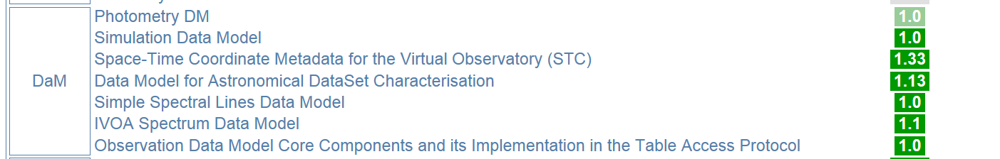 Photometry DM 1.0
Simulation Data Model 1.0
Space-Time Coordinate Metadata for the Virtual Observatory (STC) 1.33
DaM Data Model for Astronomical DataSet Characterisation 1.13
Simple Spectral Lines Data Model 1.0
IVOA Spectrum Data Model 1.1
Observation Data Model Core Components and its Implementation in the Table Access Protocol 1.0